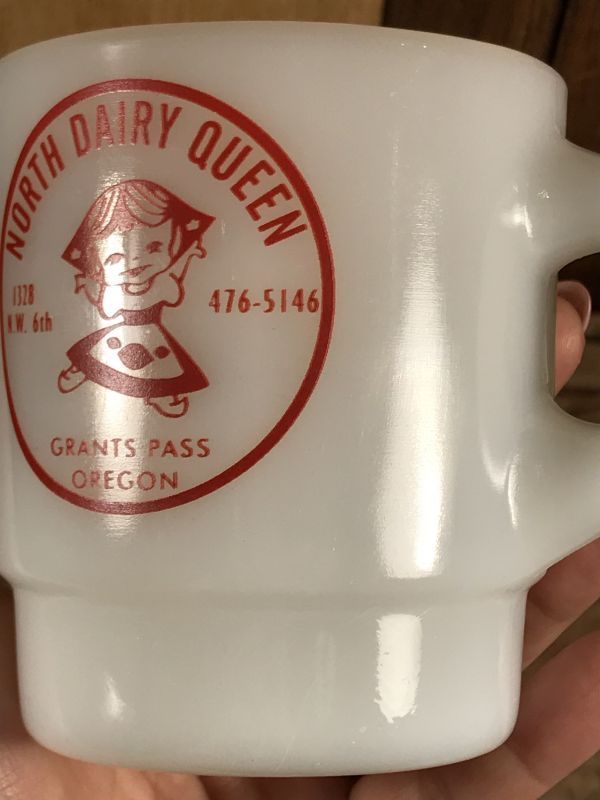 NORTH DAIRY QUEEN
1328
N.W. 6th
476-5146
GRANTS PASS
OREGON